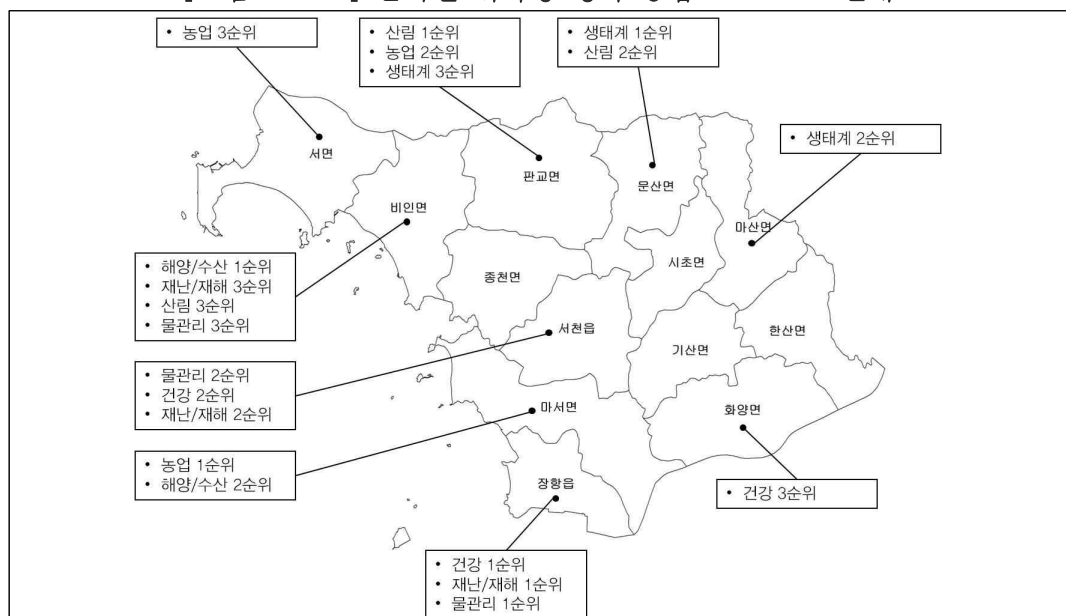 • 농업 3순위
• 산림 1순위
• 농업 2순위
• 생태계 3순위
• 생태계 1순위
• 산림 2순위
• 생태계 2순위
서면
판교면
문산면
비인면
마산면
시초면
종천면
• 해양/수산 1순위
• 재난/재해 3순위
• 산림 3순위
• 물관리 3순위
서천읍
한산면
기산면
• 물관리 2순위
• 건강 2순위
• 재난/재해 2순위
마서면
화양면
• 농업 1순위
• 해양/수산 2순위
장항읍
• 건강 3순위
• 건강 1순위
• 재난/재해 1순위
• 물관리 1순위